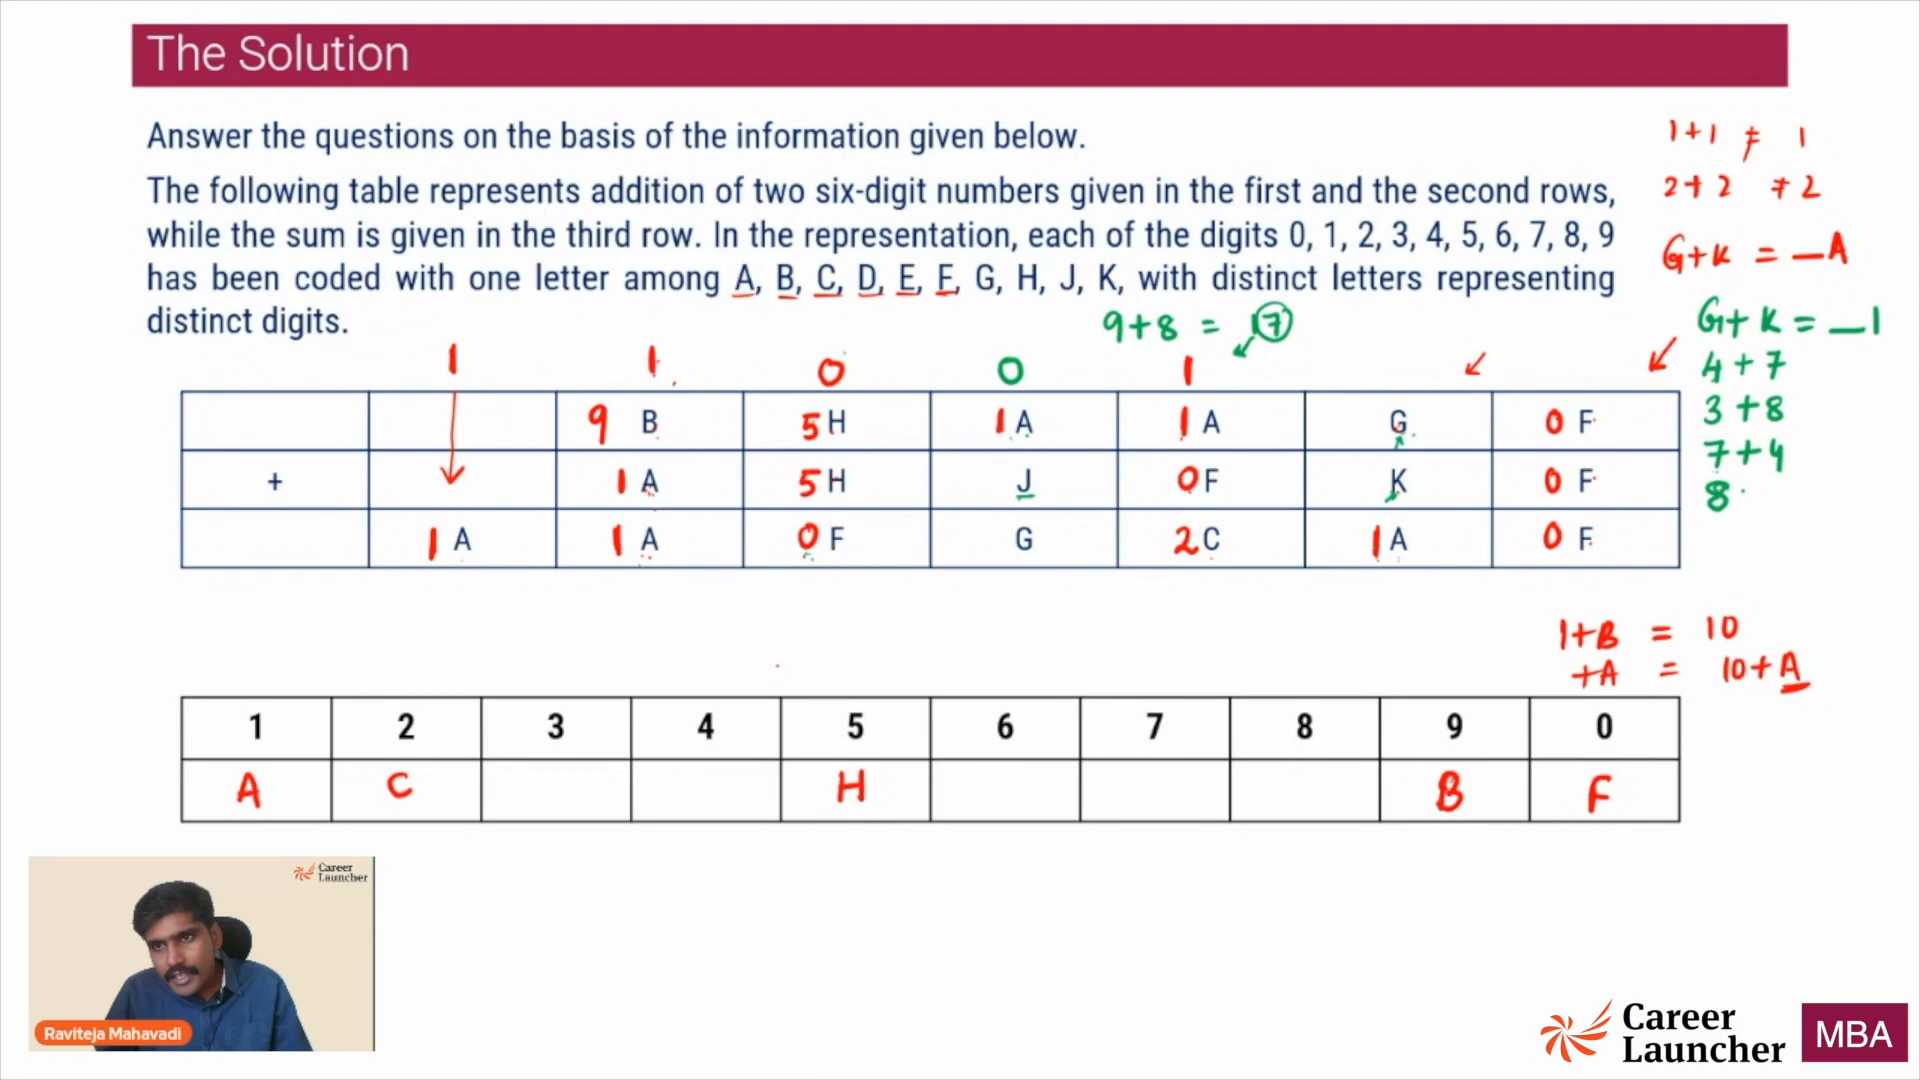 The Solution
Answer the questions on the basis of the information given below.
The following table represents addition of two six-digit numbers given in the first and the second rows,
while the sum is given in the third row. In the representation, each of the digits 0, 1, 2, 3, 4, 5, 6, 7, 8, 9
has been coded with one letter among A, B, C, D, E, F, G, H, J, K, with distinct letters representing
distinct digits.
1+1 ≠ 1
2+2 ≠ 2
G+K = _A
9+8 = 17
G+K = _1
4+7
3+8
7+4
8
1 1 0 0 1
9 B 5 H 1 A 1 A G 0 F
+ 1 A 5 H J 0 F K 0 F
1 A 1 A 0 F G 2 C 1 A 0 F
1+B = 10
+A = 10+A
1 2 3 4 5 6 7 8 9 0
A C H B F
Career
Launcher
Raviteja Mahavadi
Career
Launcher
MBA